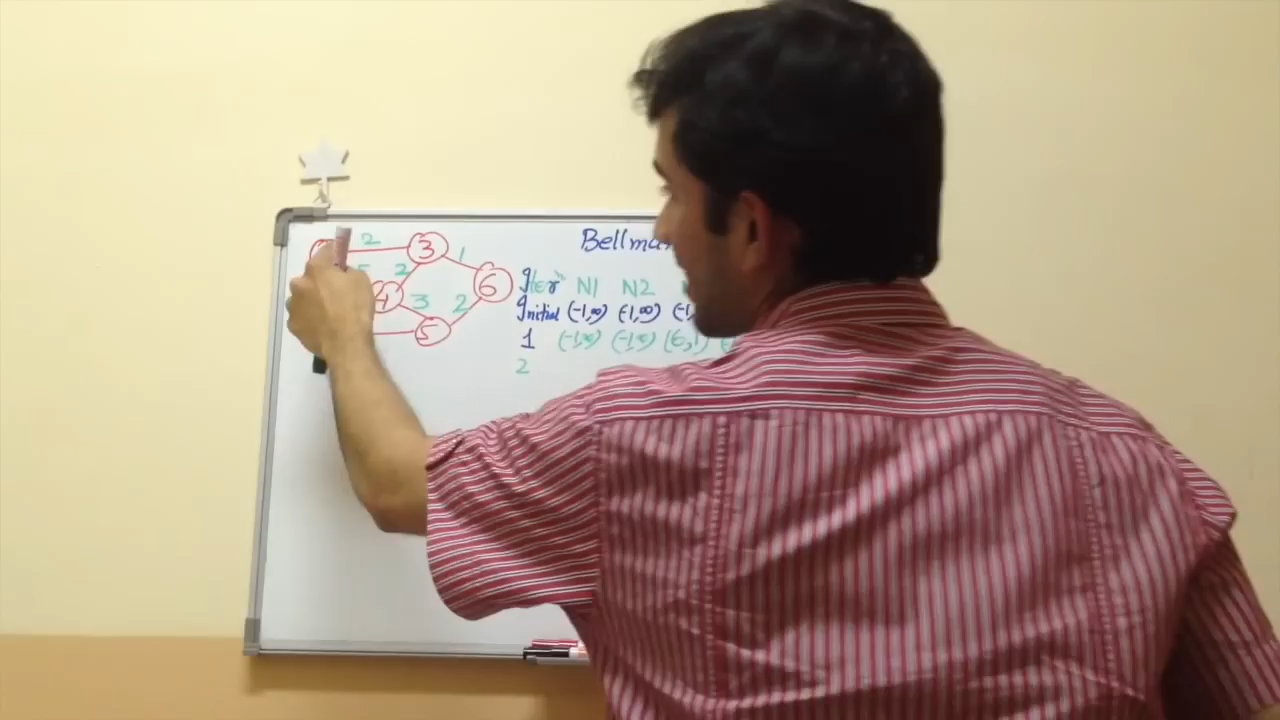 Bellma
2 3 1
5 2 6
4 3 2
5
Iterⁿ N1 N2
Initial (-1,∞) (-1,∞) (-1,
1 (-1,∞) (-1,∞) (6,1)
2